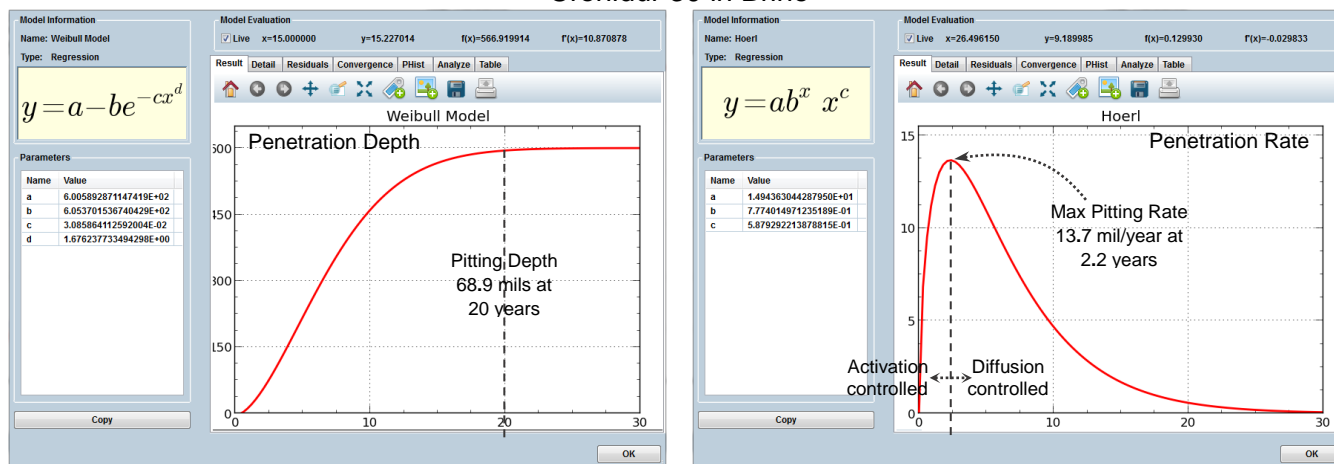 Model Information
Name: Weibull Model
Type: Regression
y=a−be^{−cx^d}
Parameters
Name Value
a 6.005892871147419E+02
b 6.053701536740429E+02
c 3.085864112592004E-02
d 1.676237733494298E+00
Copy
Model Evaluation
Live x=15.000000 y=15.227014 f(x)=566.919914 f'(x)=10.870878
Result Detail Residuals Convergence PHist Analyze Table
Weibull Model
Penetration Depth
Pitting Depth
68.9 mils at
20 years
0
10
20
30
OK
Model Information
Name: Hoerl
Type: Regression
y=ab^x x^c
Parameters
Name Value
a 1.494363044287950E+01
b 7.774014971235189E-01
c 5.879292213878815E-01
Copy
Model Evaluation
Live x=26.496150 y=9.189985 f(x)=0.129930 f'(x)=-0.029833
Result Detail Residuals Convergence PHist Analyze Table
Hoerl
15
Penetration Rate
Max Pitting Rate
13.7 mil/year at
2.2 years
10
5
Activation controlled
Diffusion controlled
0
0
10
20
30
OK